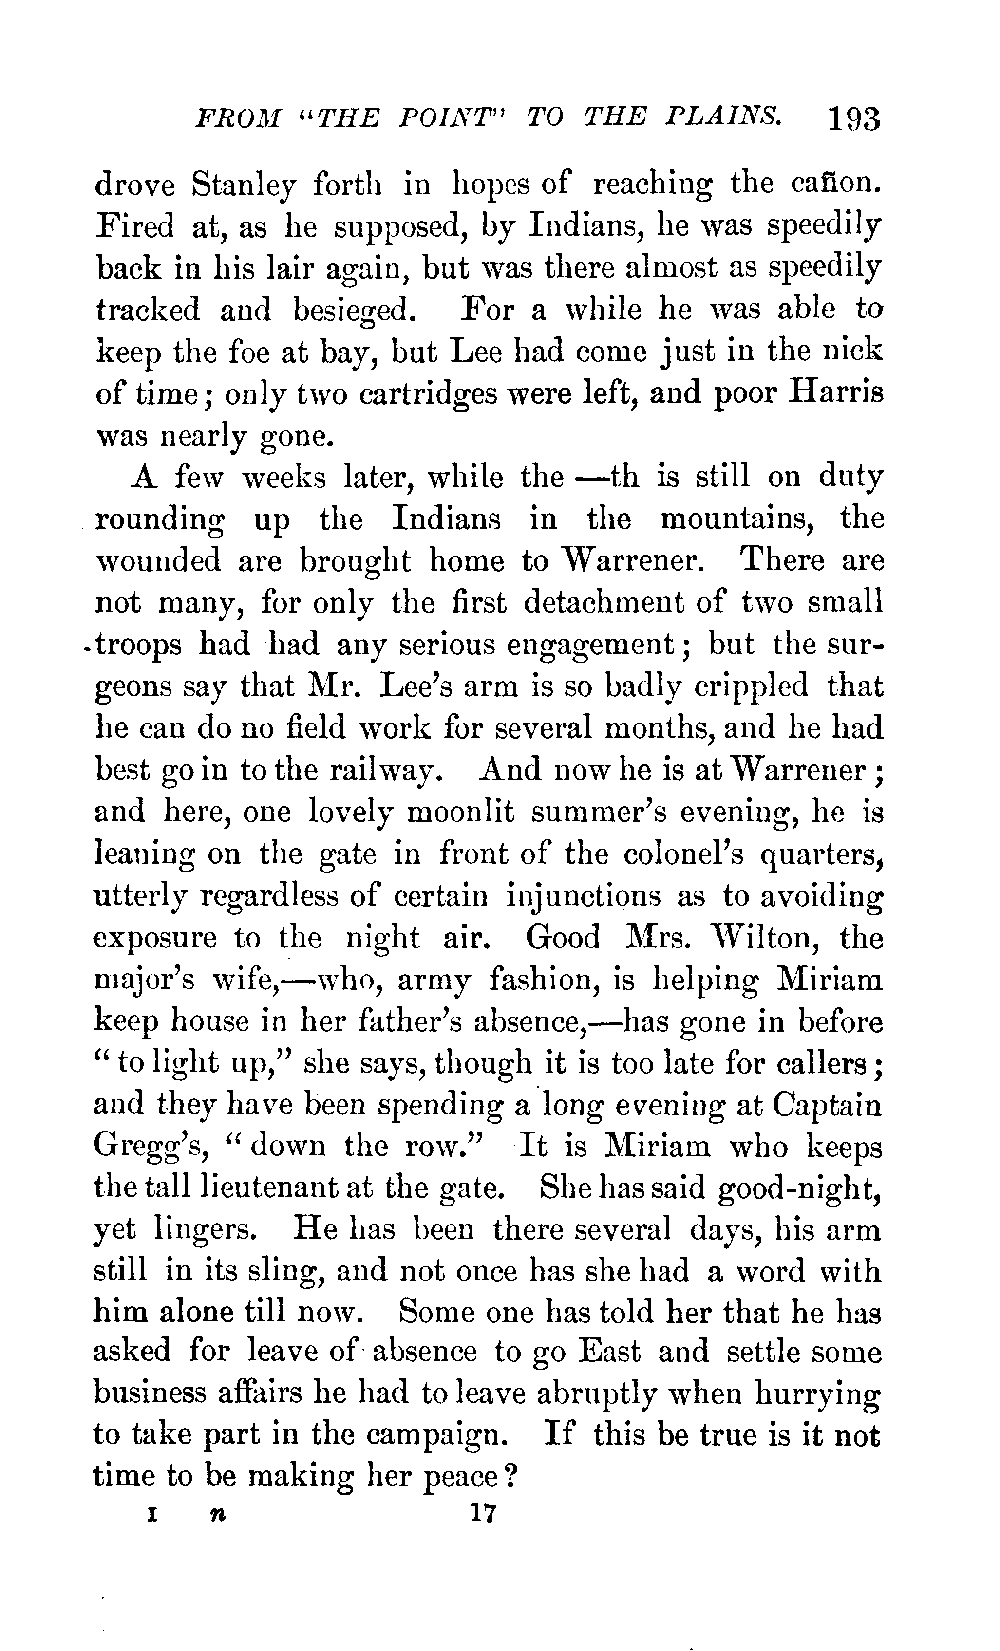 FROM "THE POINT" TO THE PLAINS. 193
drove Stanley forth in hopes of reaching the cañon.
Fired at, as he supposed, by Indians, he was speedily
back in his lair again, but was there almost as speedily
tracked and besieged. For a while he was able to
keep the foe at bay, but Lee had come just in the nick
of time; only two cartridges were left, and poor Harris
was nearly gone.
A few weeks later, while the —th is still on duty
rounding up the Indians in the mountains, the
wounded are brought home to Warrener. There are
not many, for only the first detachment of two small
troops had had any serious engagement; but the sur-
geons say that Mr. Lee's arm is so badly crippled that
he can do no field work for several months, and he had
best go in to the railway. And now he is at Warrener;
and here, one lovely moonlit summer's evening, he is
leaning on the gate in front of the colonel's quarters,
utterly regardless of certain injunctions as to avoiding
exposure to the night air. Good Mrs. Wilton, the
major's wife,—who, army fashion, is helping Miriam
keep house in her father's absence,—has gone in before
"to light up," she says, though it is too late for callers;
and they have been spending a long evening at Captain
Gregg's, "down the row." It is Miriam who keeps
the tall lieutenant at the gate. She has said good-night,
yet lingers. He has been there several days, his arm
still in its sling, and not once has she had a word with
him alone till now. Some one has told her that he has
asked for leave of absence to go East and settle some
business affairs he had to leave abruptly when hurrying
to take part in the campaign. If this be true is it not
time to be making her peace?
I n 17